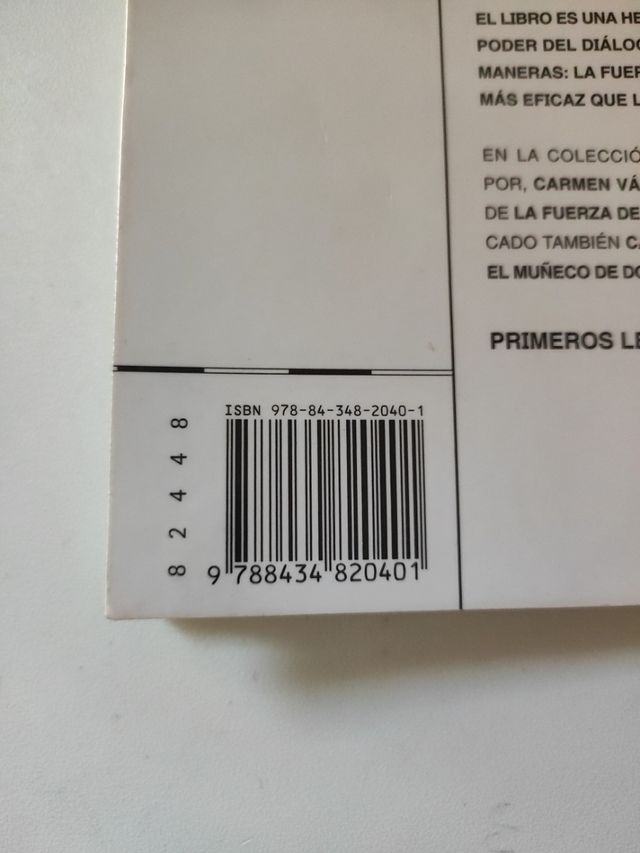 EL LIBRO ES UNA HE
PODER DEL DIÁLOG
MANERAS: LA FUER
MÁS EFICAZ QUE L
EN LA COLECCIÓ
POR, CARMEN VÁ
DE LA FUERZA DE
CADO TAMBIÉN CA
EL MUÑECO DE DO
PRIMEROS LE
ISBN 978-84-348-2040-1
82448
9 788434 820401